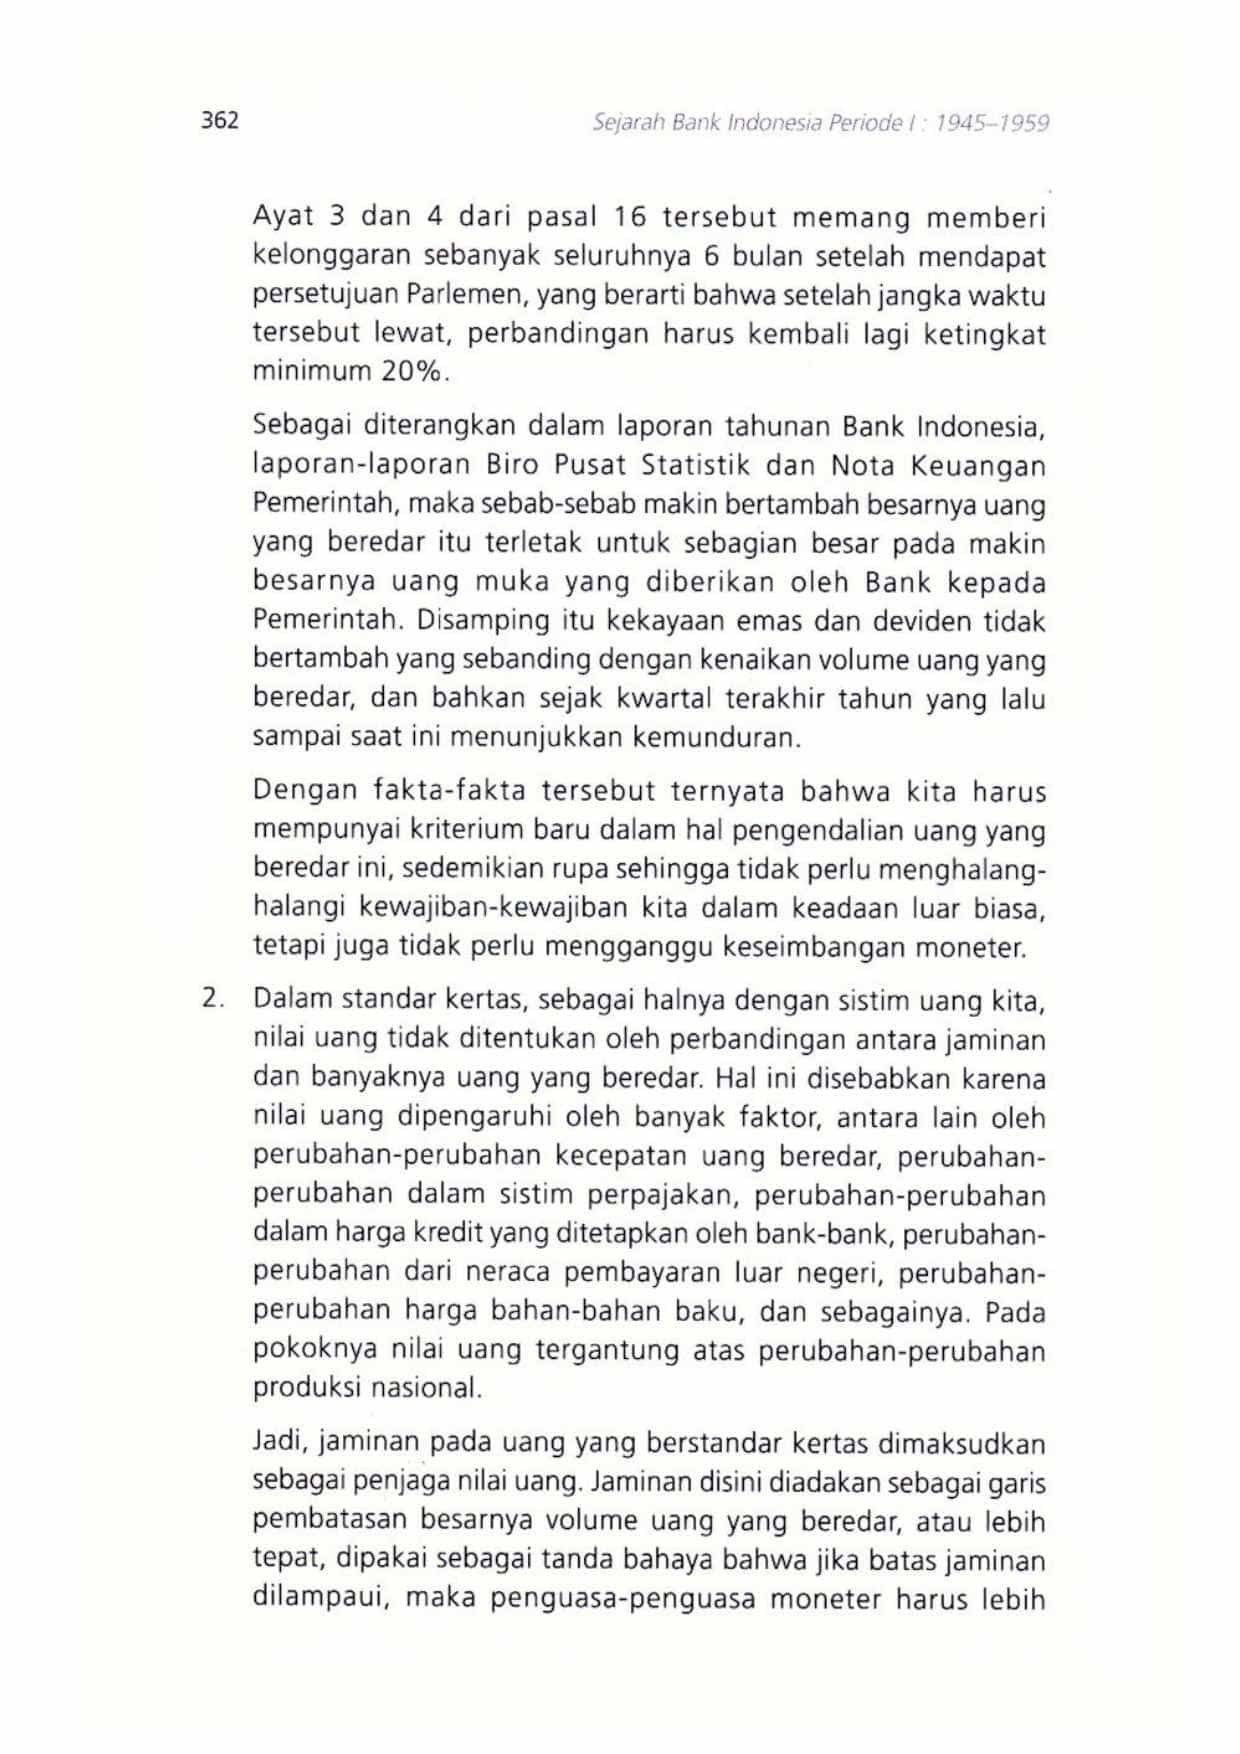 362
Sejarah Bank Indonesia Periode I : 1945–1959
Ayat 3 dan 4 dari pasal 16 tersebut memang memberi
kelonggaran sebanyak seluruhnya 6 bulan setelah mendapat
persetujuan Parlemen, yang berarti bahwa setelah jangka waktu
tersebut lewat, perbandingan harus kembali lagi ketingkat
minimum 20%.
Sebagai diterangkan dalam laporan tahunan Bank Indonesia,
laporan-laporan Biro Pusat Statistik dan Nota Keuangan
Pemerintah, maka sebab-sebab makin bertambah besarnya uang
yang beredar itu terletak untuk sebagian besar pada makin
besarnya uang muka yang diberikan oleh Bank kepada
Pemerintah. Disamping itu kekayaan emas dan deviden tidak
bertambah yang sebanding dengan kenaikan volume uang yang
beredar, dan bahkan sejak kwartal terakhir tahun yang lalu
sampai saat ini menunjukkan kemunduran.
Dengan fakta-fakta tersebut ternyata bahwa kita harus
mempunyai kriterium baru dalam hal pengendalian uang yang
beredar ini, sedemikian rupa sehingga tidak perlu menghalang-
halangi kewajiban-kewajiban kita dalam keadaan luar biasa,
tetapi juga tidak perlu mengganggu keseimbangan moneter.
2. Dalam standar kertas, sebagai halnya dengan sistim uang kita,
nilai uang tidak ditentukan oleh perbandingan antara jaminan
dan banyaknya uang yang beredar. Hal ini disebabkan karena
nilai uang dipengaruhi oleh banyak faktor, antara lain oleh
perubahan-perubahan kecepatan uang beredar, perubahan-
perubahan dalam sistim perpajakan, perubahan-perubahan
dalam harga kredit yang ditetapkan oleh bank-bank, perubahan-
perubahan dari neraca pembayaran luar negeri, perubahan-
perubahan harga bahan-bahan baku, dan sebagainya. Pada
pokoknya nilai uang tergantung atas perubahan-perubahan
produksi nasional.
Jadi, jaminan pada uang yang berstandar kertas dimaksudkan
sebagai penjaga nilai uang. Jaminan disini diadakan sebagai garis
pembatasan besarnya volume uang yang beredar, atau lebih
tepat, dipakai sebagai tanda bahaya bahwa jika batas jaminan
dilampaui, maka penguasa-penguasa moneter harus lebih